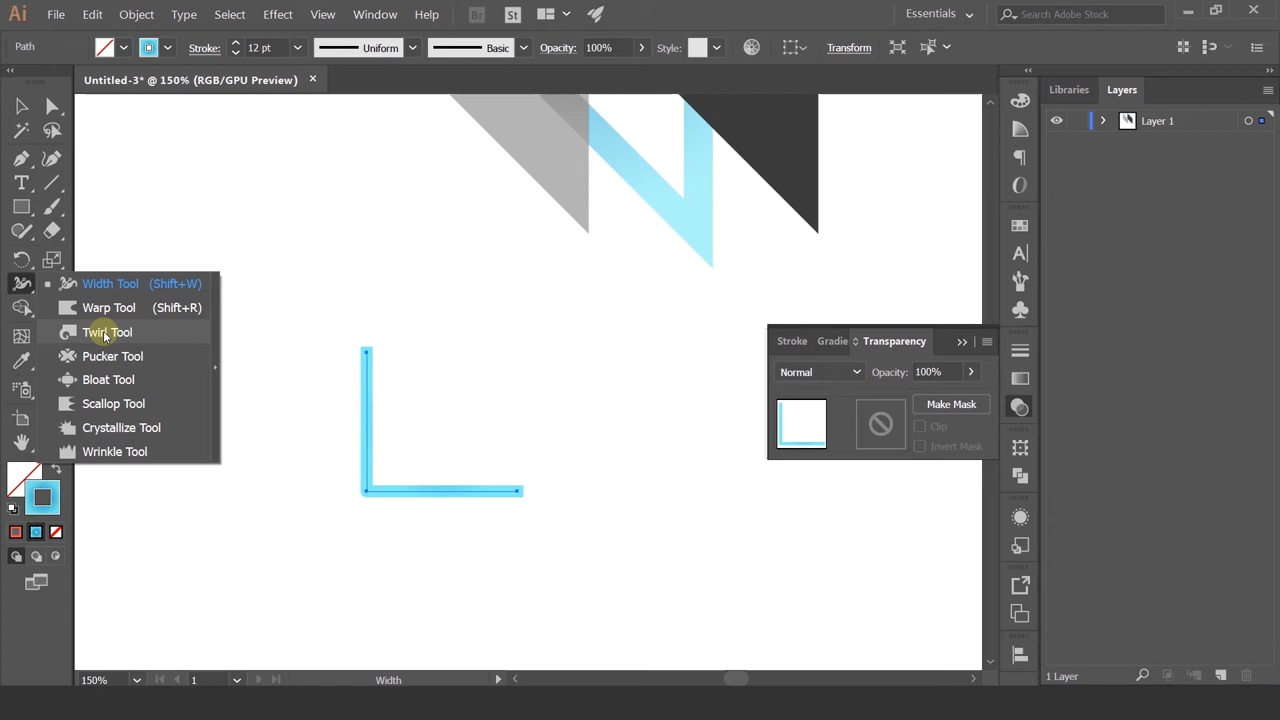 Ai File Edit Object Type Select Effect View Window Help Br St Essentials Search Adobe Stock
Path Stroke: 12 pt Uniform Basic Opacity: 100% Style: Transform
Untitled-3* @ 150% (RGB/GPU Preview)
Libraries Layers
Layer 1
Width Tool (Shift+W)
Warp Tool (Shift+R)
Twirl Tool
Pucker Tool
Bloat Tool
Scallop Tool
Crystallize Tool
Wrinkle Tool
Stroke Gradie Transparency
Normal Opacity: 100%
Make Mask
Clip
Invert Mask
150% 1 Width
1 Layer